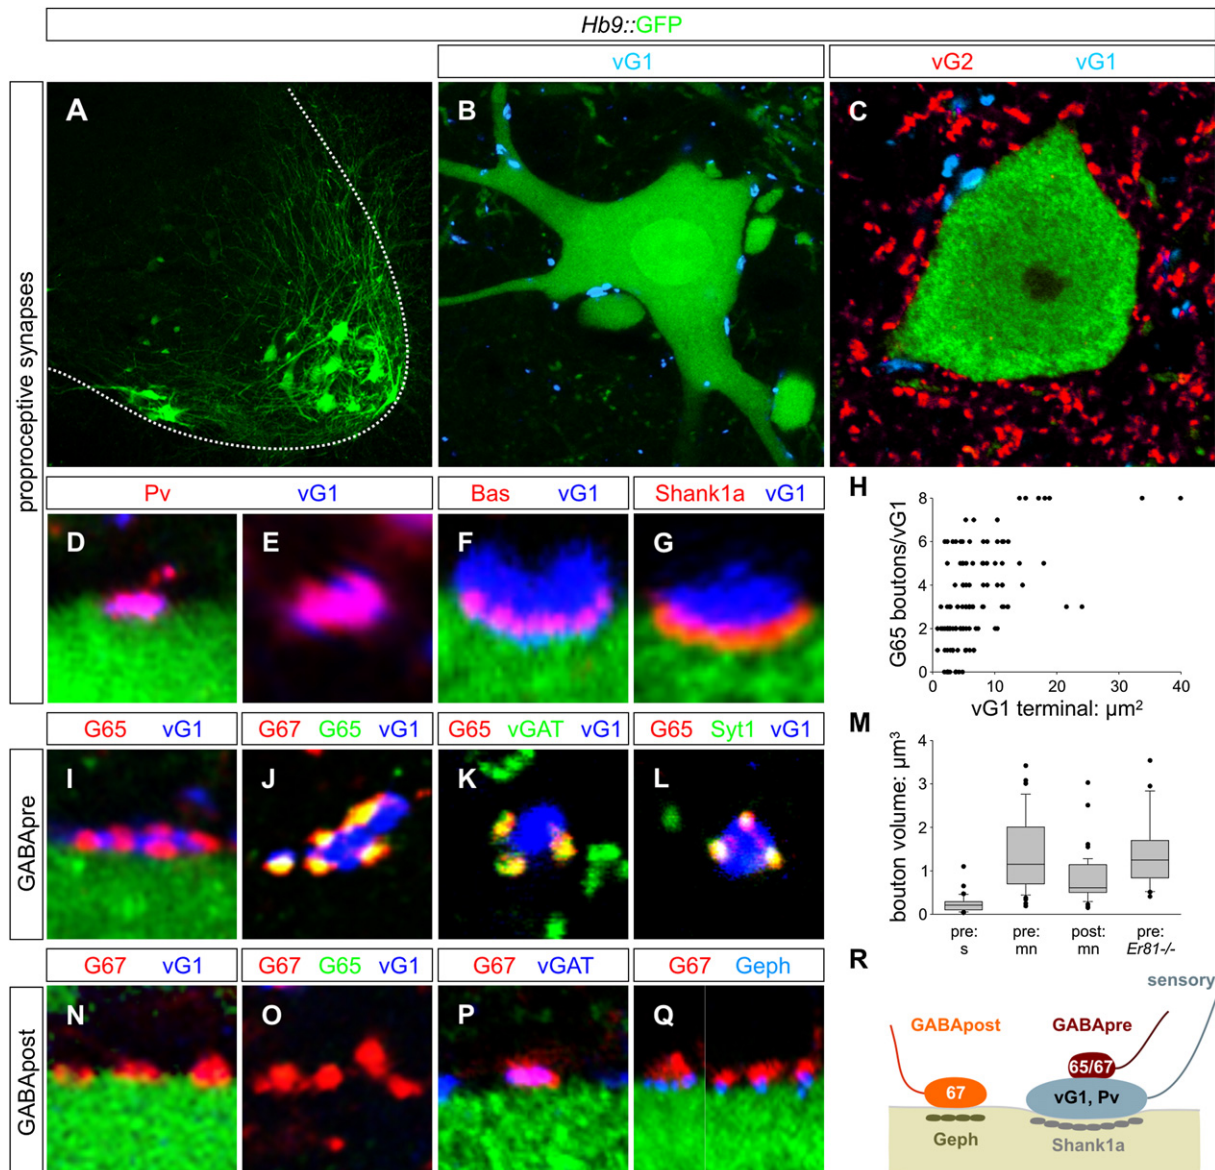 Hb9::GFP
vG1
vG2 vG1
proproceptive synapses
A
B
C
Pv vG1
Bas vG1
Shank1a vG1
D
E
F
G
H
G65 boutons/vG1
8
6
4
2
0
0 10 20 30 40
vG1 terminal: µm²
GABApre
G65 vG1
G67 G65 vG1
G65 vGAT vG1
G65 Syt1 vG1
I
J
K
L
M
bouton volume: µm³
4
3
2
1
0
pre: pre: post: pre:
s mn mn Er81-/-
GABApost
G67 vG1
G67 G65 vG1
G67 vGAT
G67 Geph
N
O
P
Q
R
sensory
GABApost GABApre
65/67
67
vG1, Pv
Geph
Shank1a